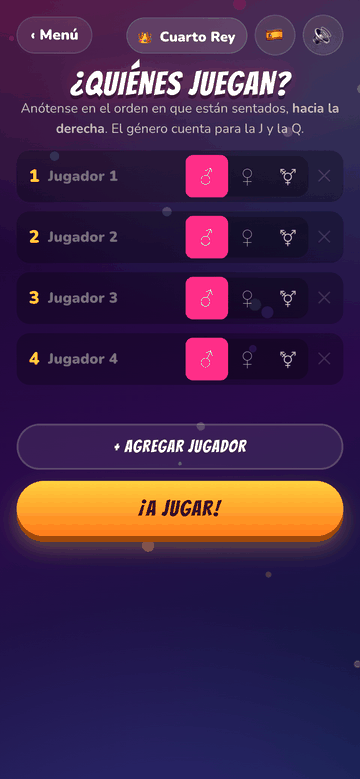 ‹ Menú
Cuarto Rey
¿QUIÉNES JUEGAN?
Anótense en el orden en que están sentados, hacia la
derecha. El género cuenta para la J y la Q.
1 Jugador 1
2 Jugador 2
3 Jugador 3
4 Jugador 4
+ AGREGAR JUGADOR
¡A JUGAR!